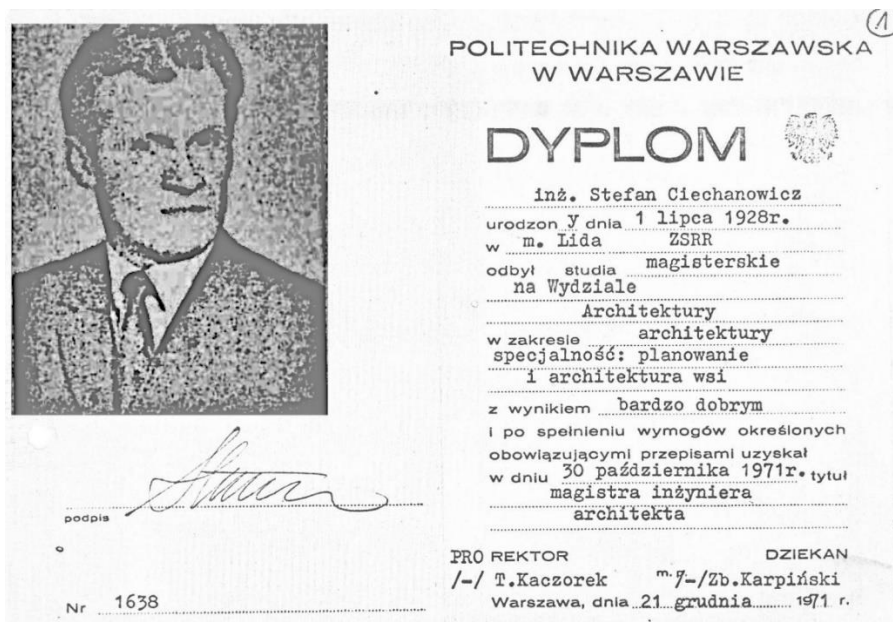 1
POLITECHNIKA WARSZAWSKA
W WARSZAWIE
DYPLOM
inż. Stefan Ciechanowicz
urodzon y dnia 1 lipca 1928r.
w m. Lida ZSRR
odbył studia magisterskie
na Wydziale
Architektury
w zakresie architektury
specjalność: planowanie
i architektura wsi
z wynikiem bardzo dobrym
i po spełnieniu wymogów określonych
obowiązującymi przepisami uzyskał
w dniu 30 października 1971r. tytuł
magistra inżyniera
architekta
podpis
Nr 1638
PRO REKTOR DZIEKAN
/-/ T.Kaczorek /-/Zb.Karpiński
Warszawa, dnia 21 grudnia 1971 r.